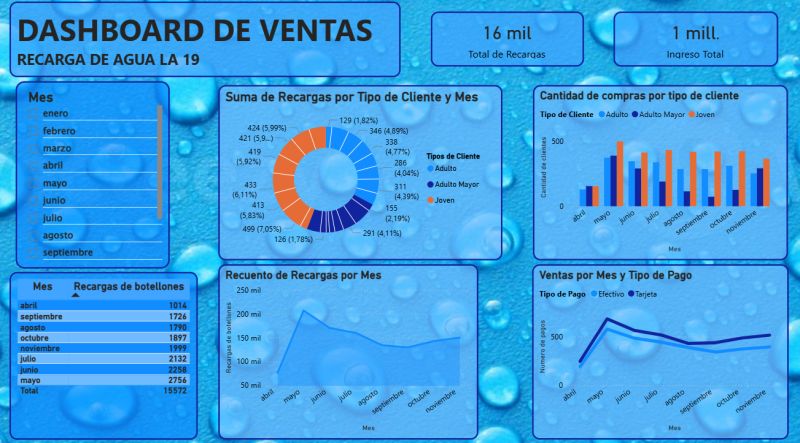 DASHBOARD DE VENTAS
RECARGA DE AGUA LA 19
16 mil
Total de Recargas
1 mill.
Ingreso Total
Mes
enero
febrero
marzo
abril
mayo
junio
julio
agosto
septiembre
Suma de Recargas por Tipo de Cliente y Mes
129 (1,82%)
346 (4,89%)
338
(4,77%)
286
(4,04%)
311
(4,39%)
155
(2,19%)
291 (4,11%)
126 (1,78%)
499 (7,05%)
413
(5,83%)
433
(6,11%)
419
(5,92%)
421 (5,9...)
424 (5,99%)
Tipos de Cliente
Adulto
Adulto Mayor
Joven
Cantidad de compras por tipo de cliente
Tipo de Cliente Adulto Adulto Mayor Joven
Cantidad de clientes
500
0
abril
mayo
junio
julio
agosto
septiembre
octubre
noviembre
Mes
Mes Recargas de botellones
abril 1014
septiembre 1726
agosto 1790
octubre 1897
noviembre 1999
julio 2132
junio 2258
mayo 2756
Total 15572
Recuento de Recargas por Mes
Recargas de botellones
250 mil
200 mil
150 mil
100 mil
50 mil
abril
mayo
junio
julio
agosto
septiembre
octubre
noviembre
Mes
Ventas por Mes y Tipo de Pago
Tipo de Pago Efectivo Tarjeta
Numero de pagos
500
0
abril
mayo
junio
julio
agosto
septiembre
octubre
noviembre
Mes